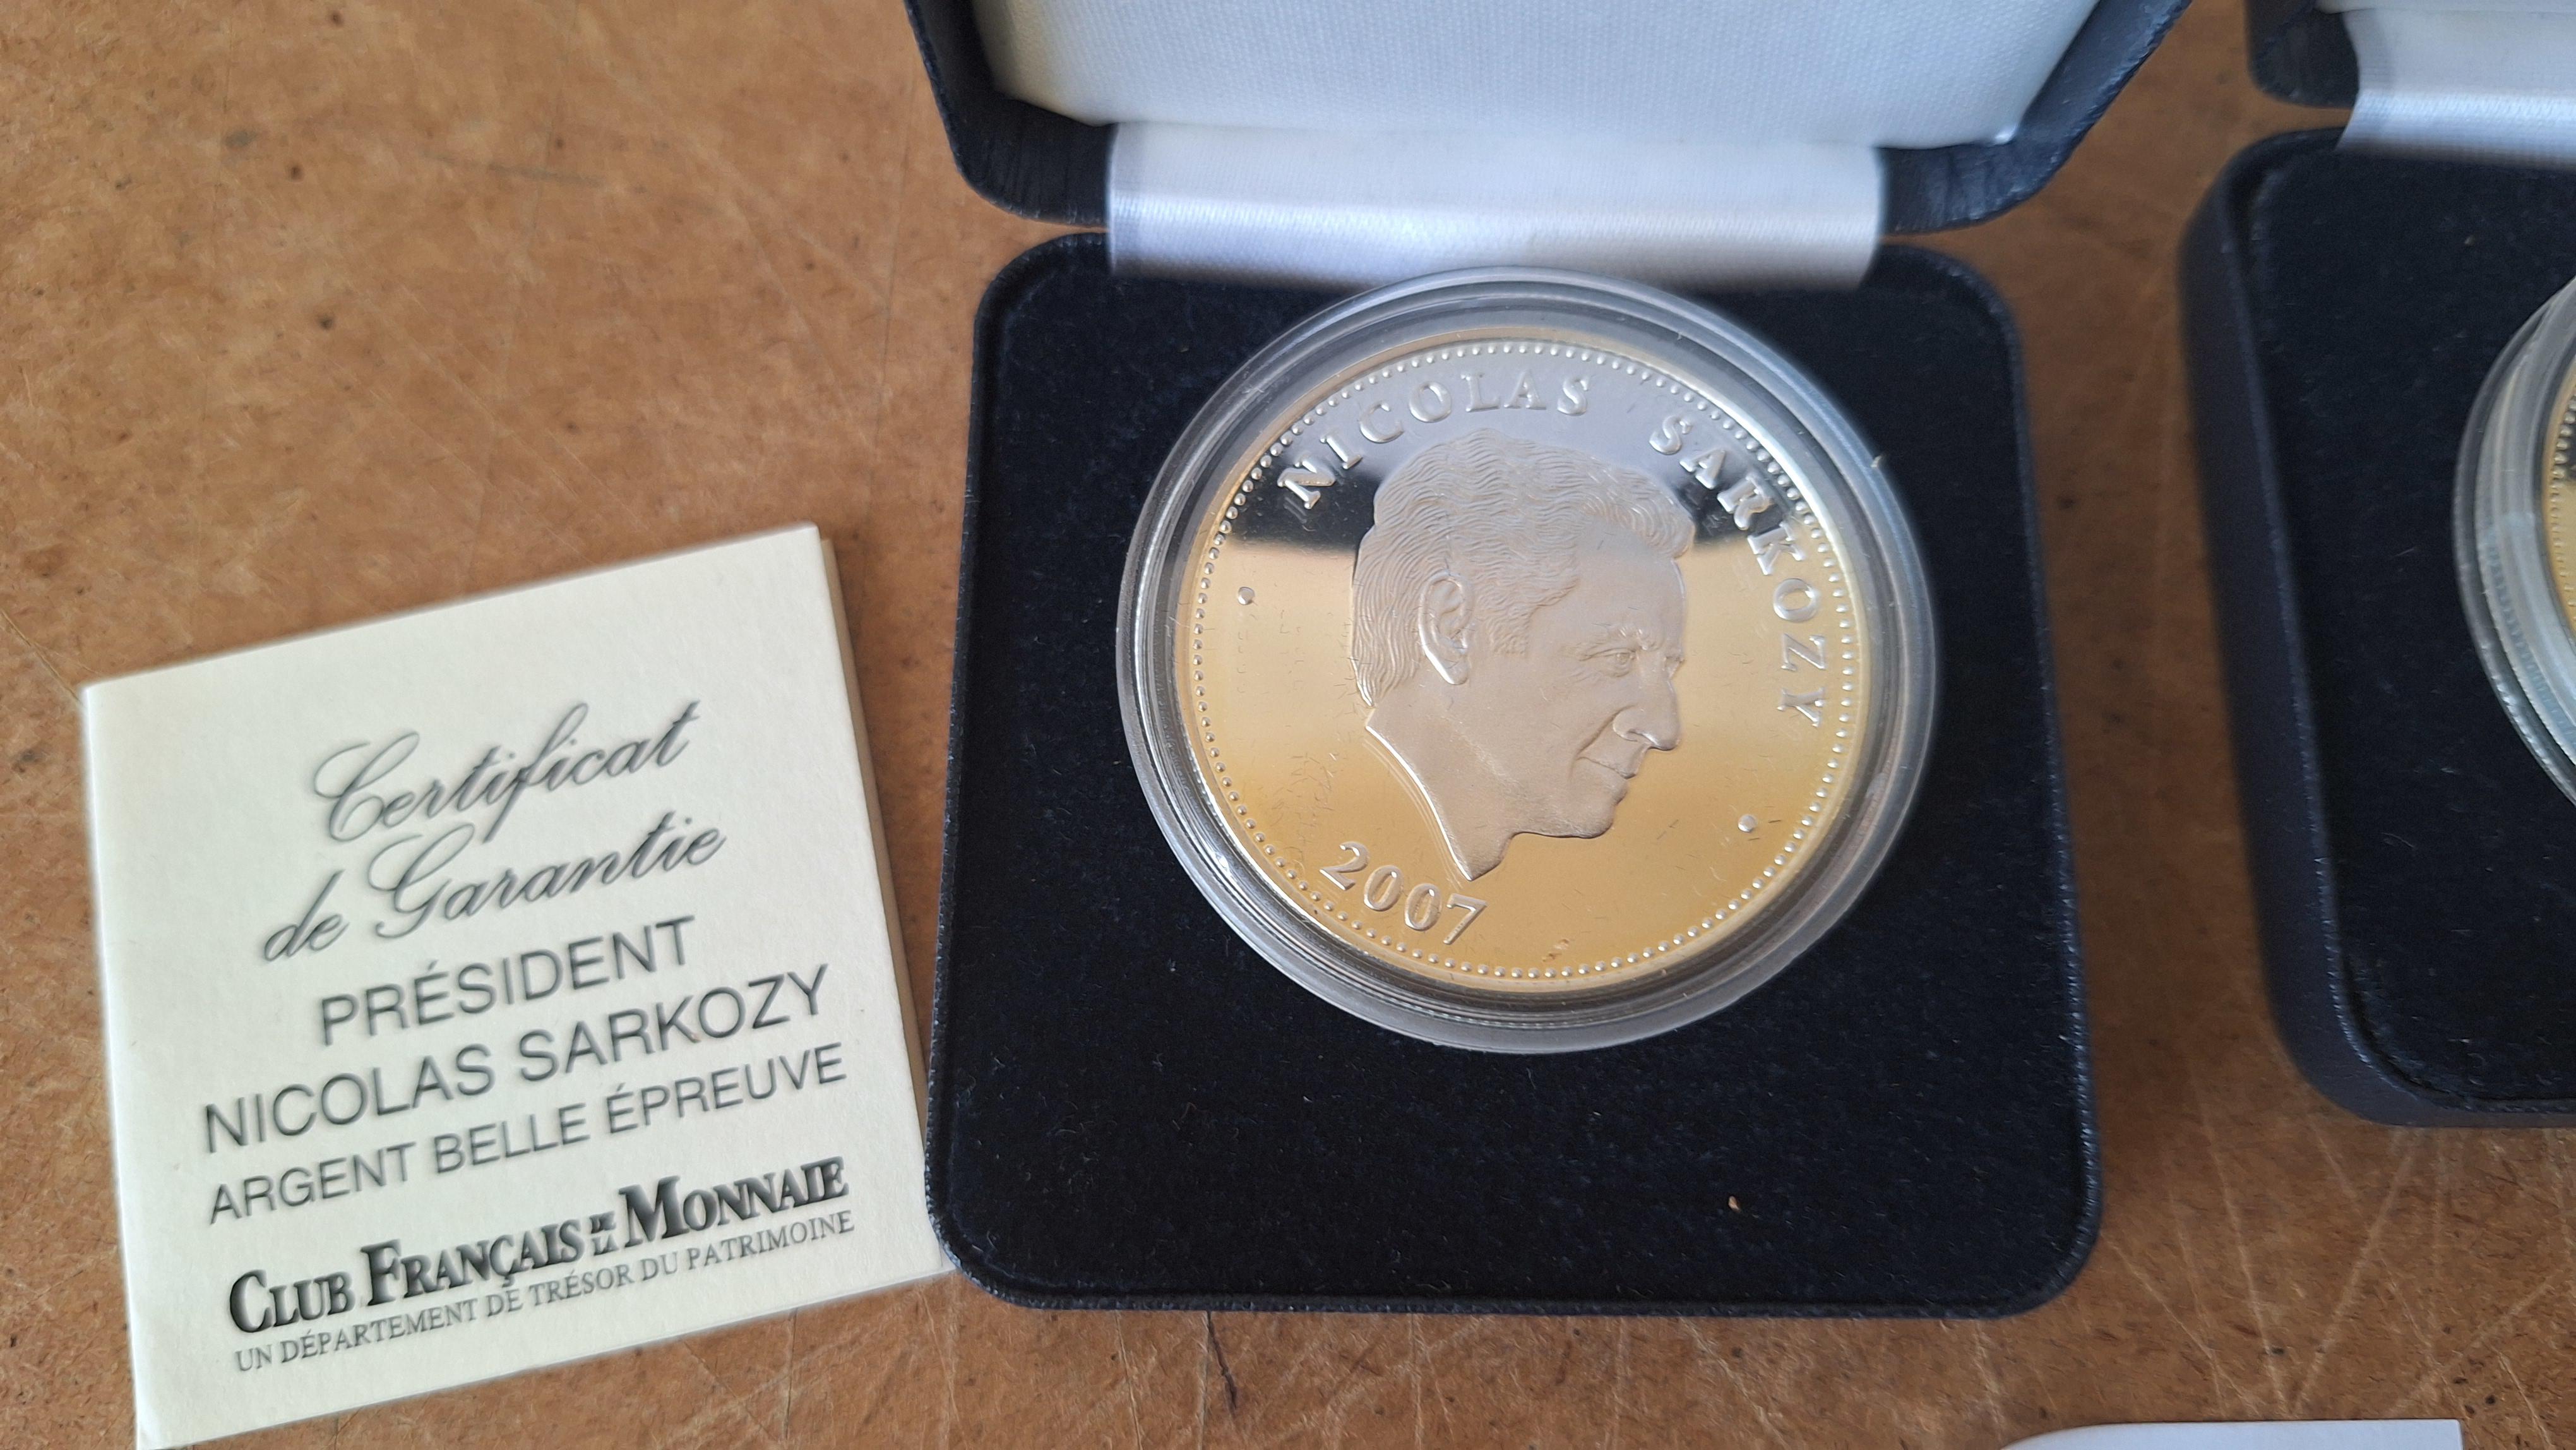 Certificat
de Garantie
PRÉSIDENT
NICOLAS SARKOZY
ARGENT BELLE ÉPREUVE
CLUB FRANÇAIS DE LA MONNAIE
UN DÉPARTEMENT DE TRÉSOR DU PATRIMOINE
NICOLAS SARKOZY
2007